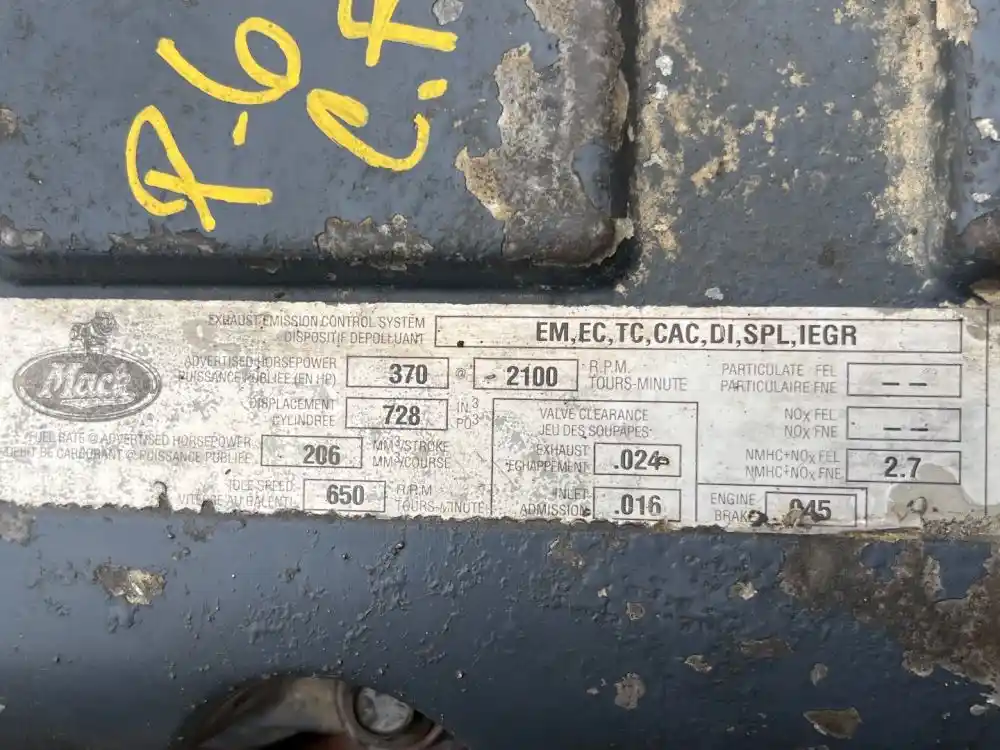 R-6
EXHAUST EMISSION CONTROL SYSTEM
DISPOSITIF DEPOLLUANT
EM,EC,TC,CAC,DI,SPL,IEGR
Mack
ADVERTISED HORSEPOWER
PUISSANCE PUBLIÉE (EN HP)
370 @ 2100 R.P.M.
TOURS-MINUTE
DISPLACEMENT
CYLINDRÉE
728 IN3
PO3
FUEL RATE @ ADVERTISED HORSEPOWER
DEBIT DE CARBURANT @ PUISSANCE PUBLIÉE
206 MM3/STROKE
MM3/COURSE
IDLE SPEED
VITESSE AU RALENTI
650 R.P.M
TOURS-MINUTE
VALVE CLEARANCE
JEU DES SOUPAPES
EXHAUST
ECHAPPEMENT
.024
INLET
ADMISSION
.016
PARTICULATE FEL
PARTICULAIRE FNE
--
NOx FEL
NOx FNE
--
NMHC+NOx FEL
NMHC+NOx FNE
2.7
ENGINE
BRAKE
.045